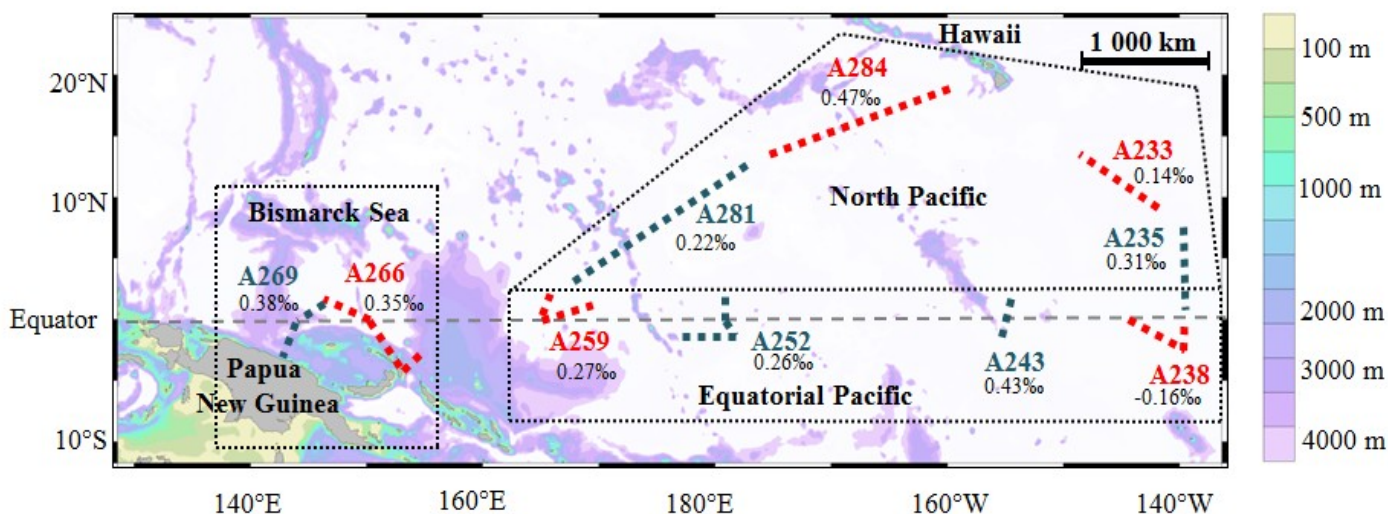 Hawaii
1 000 km
100 m
20°N
A284
0.47‰
500 m
A233
0.14‰
1000 m
10°N
Bismarck Sea
North Pacific
A281
0.22‰
A235
0.31‰
A269
0.38‰
A266
0.35‰
2000 m
Equator
A259
0.27‰
A252
0.26‰
A243
0.43‰
A238
-0.16‰
3000 m
Papua
New Guinea
Equatorial Pacific
10°S
4000 m
140°E
160°E
180°E
160°W
140°W